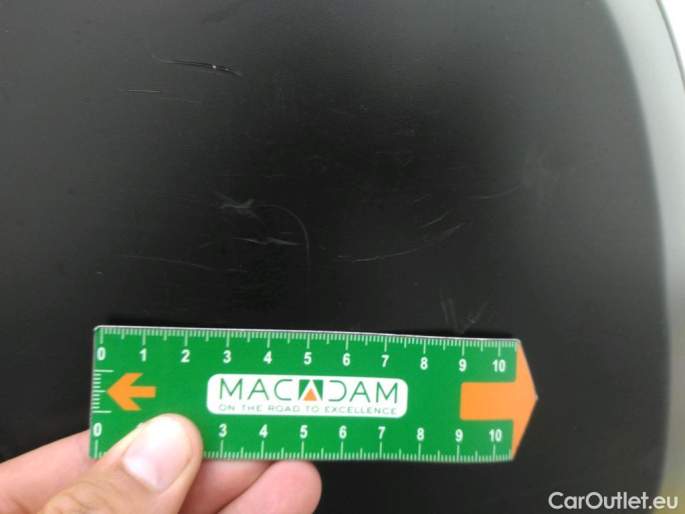 0 1 2 3 4 5 6 7 8 9 10
MACADAM
ON THE ROAD TO EXCELLENCE
0 3 4 5 6 7 8 9 10
CarOutlet.eu